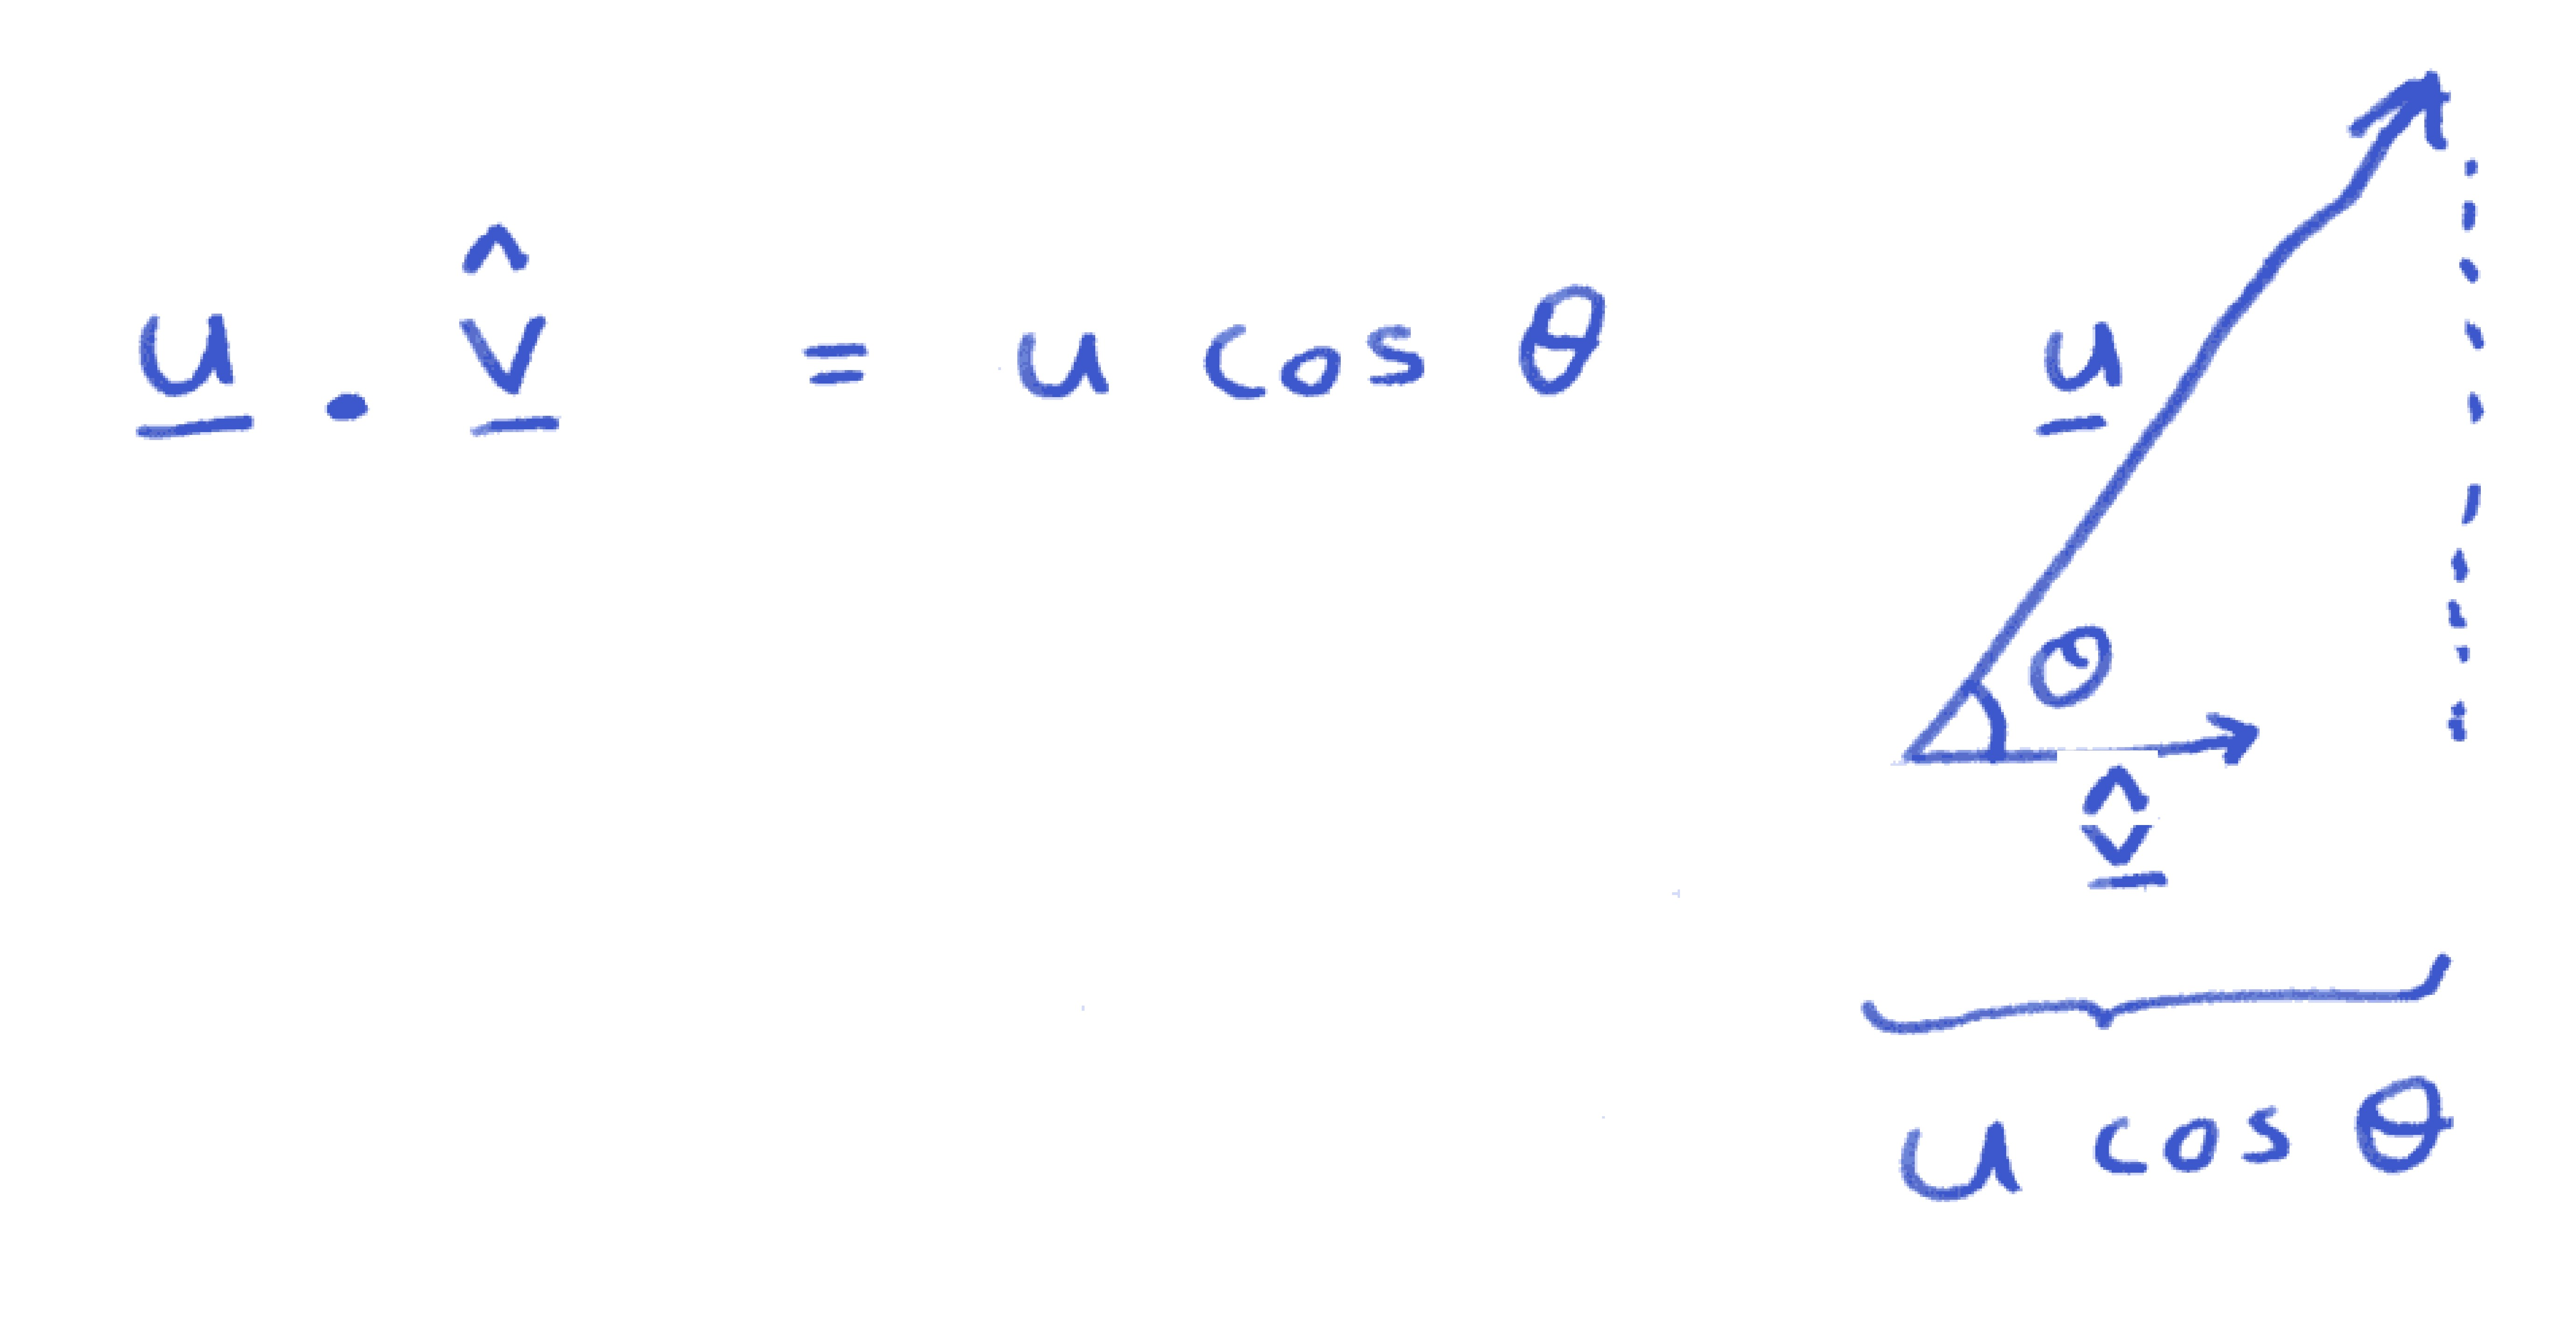 u̲ . v̲̂ = u cos θ
u̲
θ
v̲̂
u cos θ